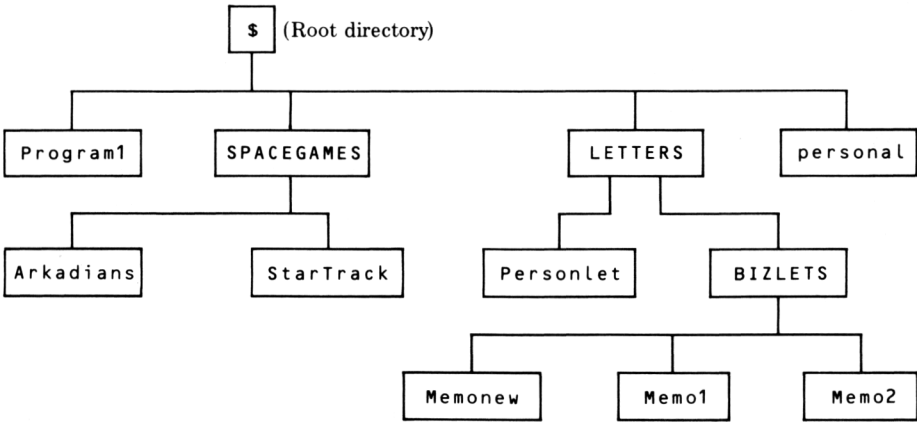 $ (Root directory)
Program1 SPACEGAMES LETTERS personal
Arkadians StarTrack Personlet BIZLETS
Memonew Memo1 Memo2